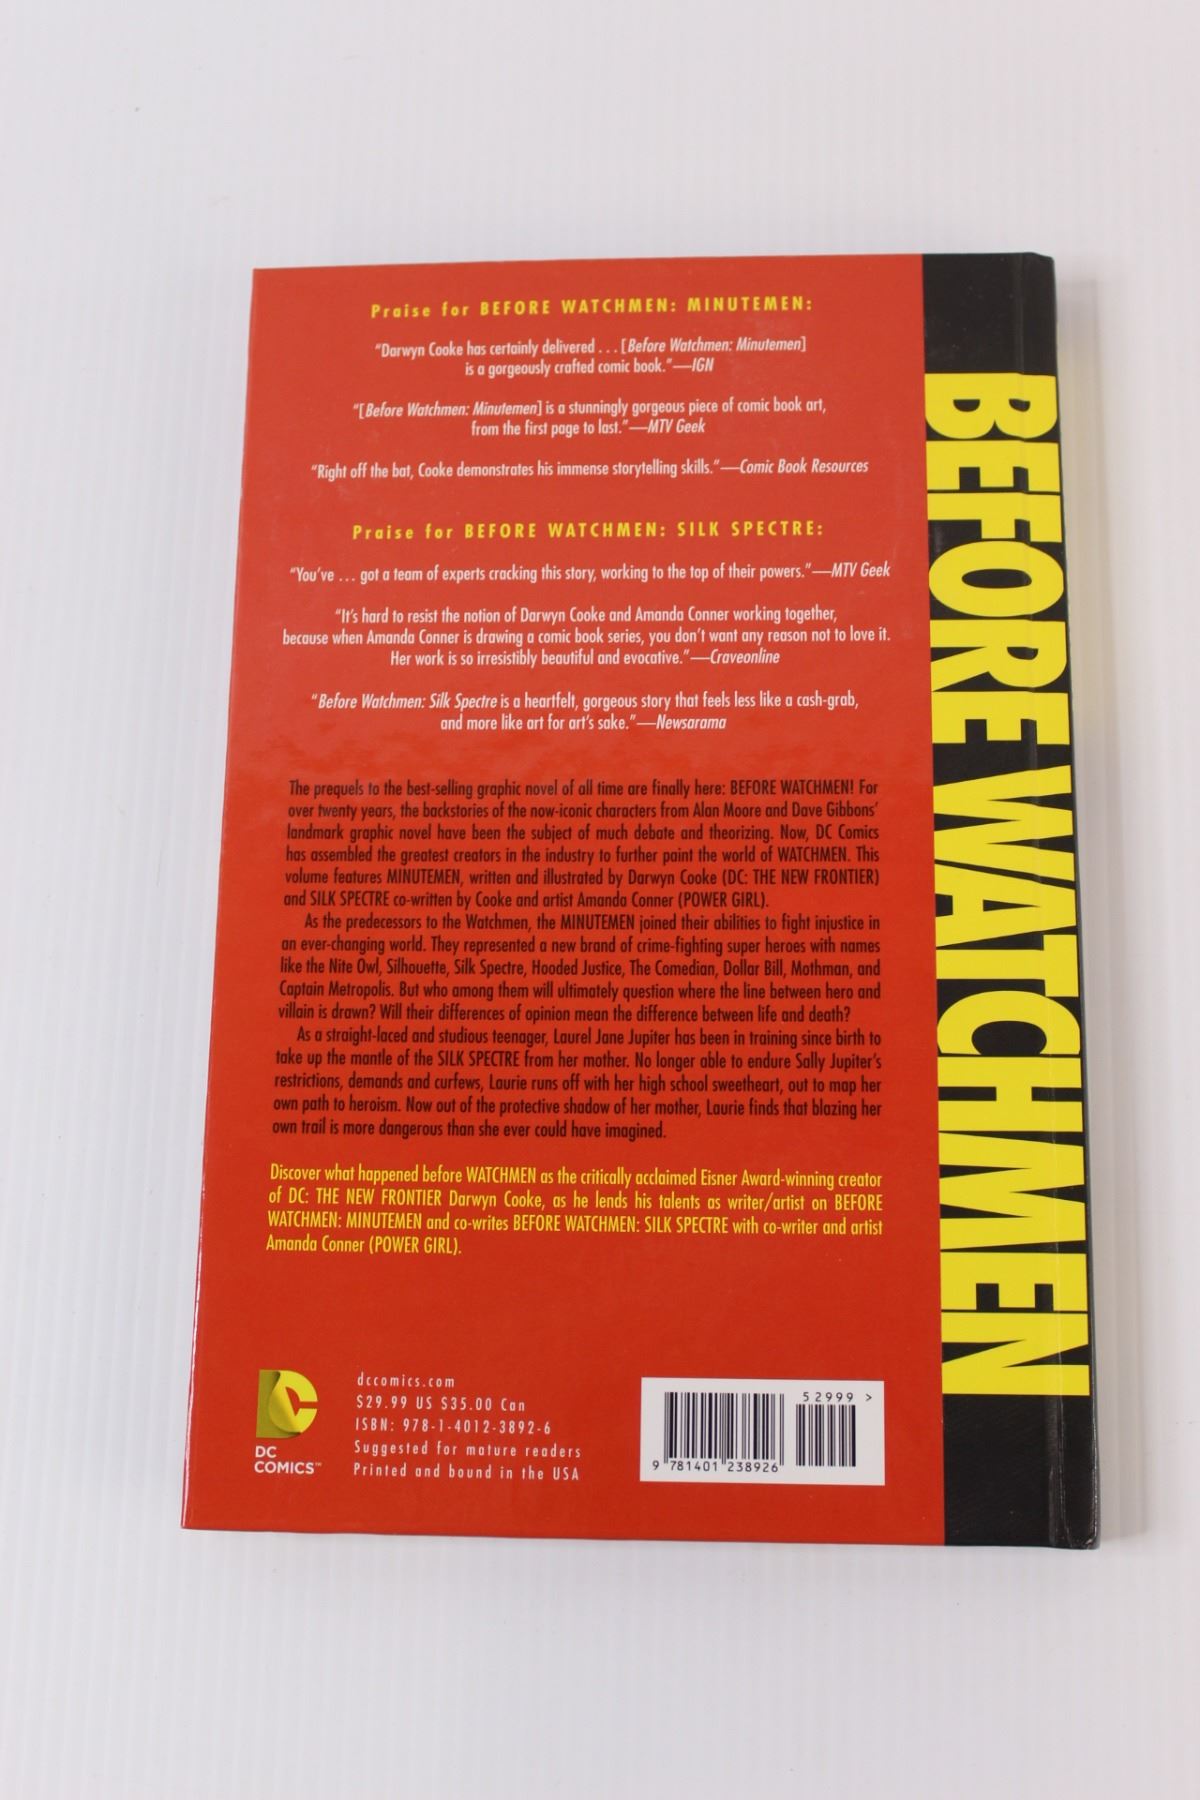 Praise for BEFORE WATCHMEN: MINUTEMEN:
“Darwyn Cooke has certainly delivered . . . [Before Watchmen: Minutemen]
is a gorgeously crafted comic book.”—IGN
“[Before Watchmen: Minutemen] is a stunningly gorgeous piece of comic book art,
from the first page to last.”—MTV Geek
“Right off the bat, Cooke demonstrates his immense storytelling skills.”—Comic Book Resources
Praise for BEFORE WATCHMEN: SILK SPECTRE:
“You’ve ... got a team of experts cracking this story, working to the top of their powers.”—MTV Geek
“It’s hard to resist the notion of Darwyn Cooke and Amanda Conner working together,
because when Amanda Conner is drawing a comic book series, you don’t want any reason not to love it.
Her work is so irresistibly beautiful and evocative.”—Craveonline
“Before Watchmen: Silk Spectre is a heartfelt, gorgeous story that feels less like a cash-grab,
and more like art for art’s sake.”—Newsarama
The prequels to the best-selling graphic novel of all time are finally here: BEFORE WATCHMEN! For
over twenty years, the backstories of the now-iconic characters from Alan Moore and Dave Gibbons’
landmark graphic novel have been the subject of much debate and theorizing. Now, DC Comics
has assembled the greatest creators in the industry to further paint the world of WATCHMEN. This
volume features MINUTEMEN, written and illustrated by Darwyn Cooke (DC: THE NEW FRONTIER)
and SILK SPECTRE co-written by Cooke and artist Amanda Conner (POWER GIRL).
As the predecessors to the Watchmen, the MINUTEMEN joined their abilities to fight injustice in
an ever-changing world. They represented a new brand of crime-fighting super heroes with names
like the Nite Owl, Silhouette, Silk Spectre, Hooded Justice, The Comedian, Dollar Bill, Mothman, and
Captain Metropolis. But who among them will ultimately question where the line between hero and
villain is drawn? Will their differences of opinion mean the difference between life and death?
As a straight-laced and studious teenager, Laurel Jane Jupiter has been in training since birth to
take up the mantle of the SILK SPECTRE from her mother. No longer able to endure Sally Jupiter’s
restrictions, demands and curfews, Laurie runs off with her high school sweetheart, out to map her
own path to heroism. Now out of the protective shadow of her mother, Laurie finds that blazing her
own trail is more dangerous than she ever could have imagined.
Discover what happened before WATCHMEN as the critically acclaimed Eisner Award-winning creator
of DC: THE NEW FRONTIER Darwyn Cooke, as he lends his talents as writer/artist on BEFORE
WATCHMEN: MINUTEMEN and co-writes BEFORE WATCHMEN: SILK SPECTRE with co-writer and artist
Amanda Conner (POWER GIRL).
DC
COMICS™
dccomics.com
$29.99 US $35.00 Can
ISBN: 978-1-4012-3892-6
Suggested for mature readers
Printed and bound in the USA
52999 >
9 781401 238926
BEFORE WATCHMEN